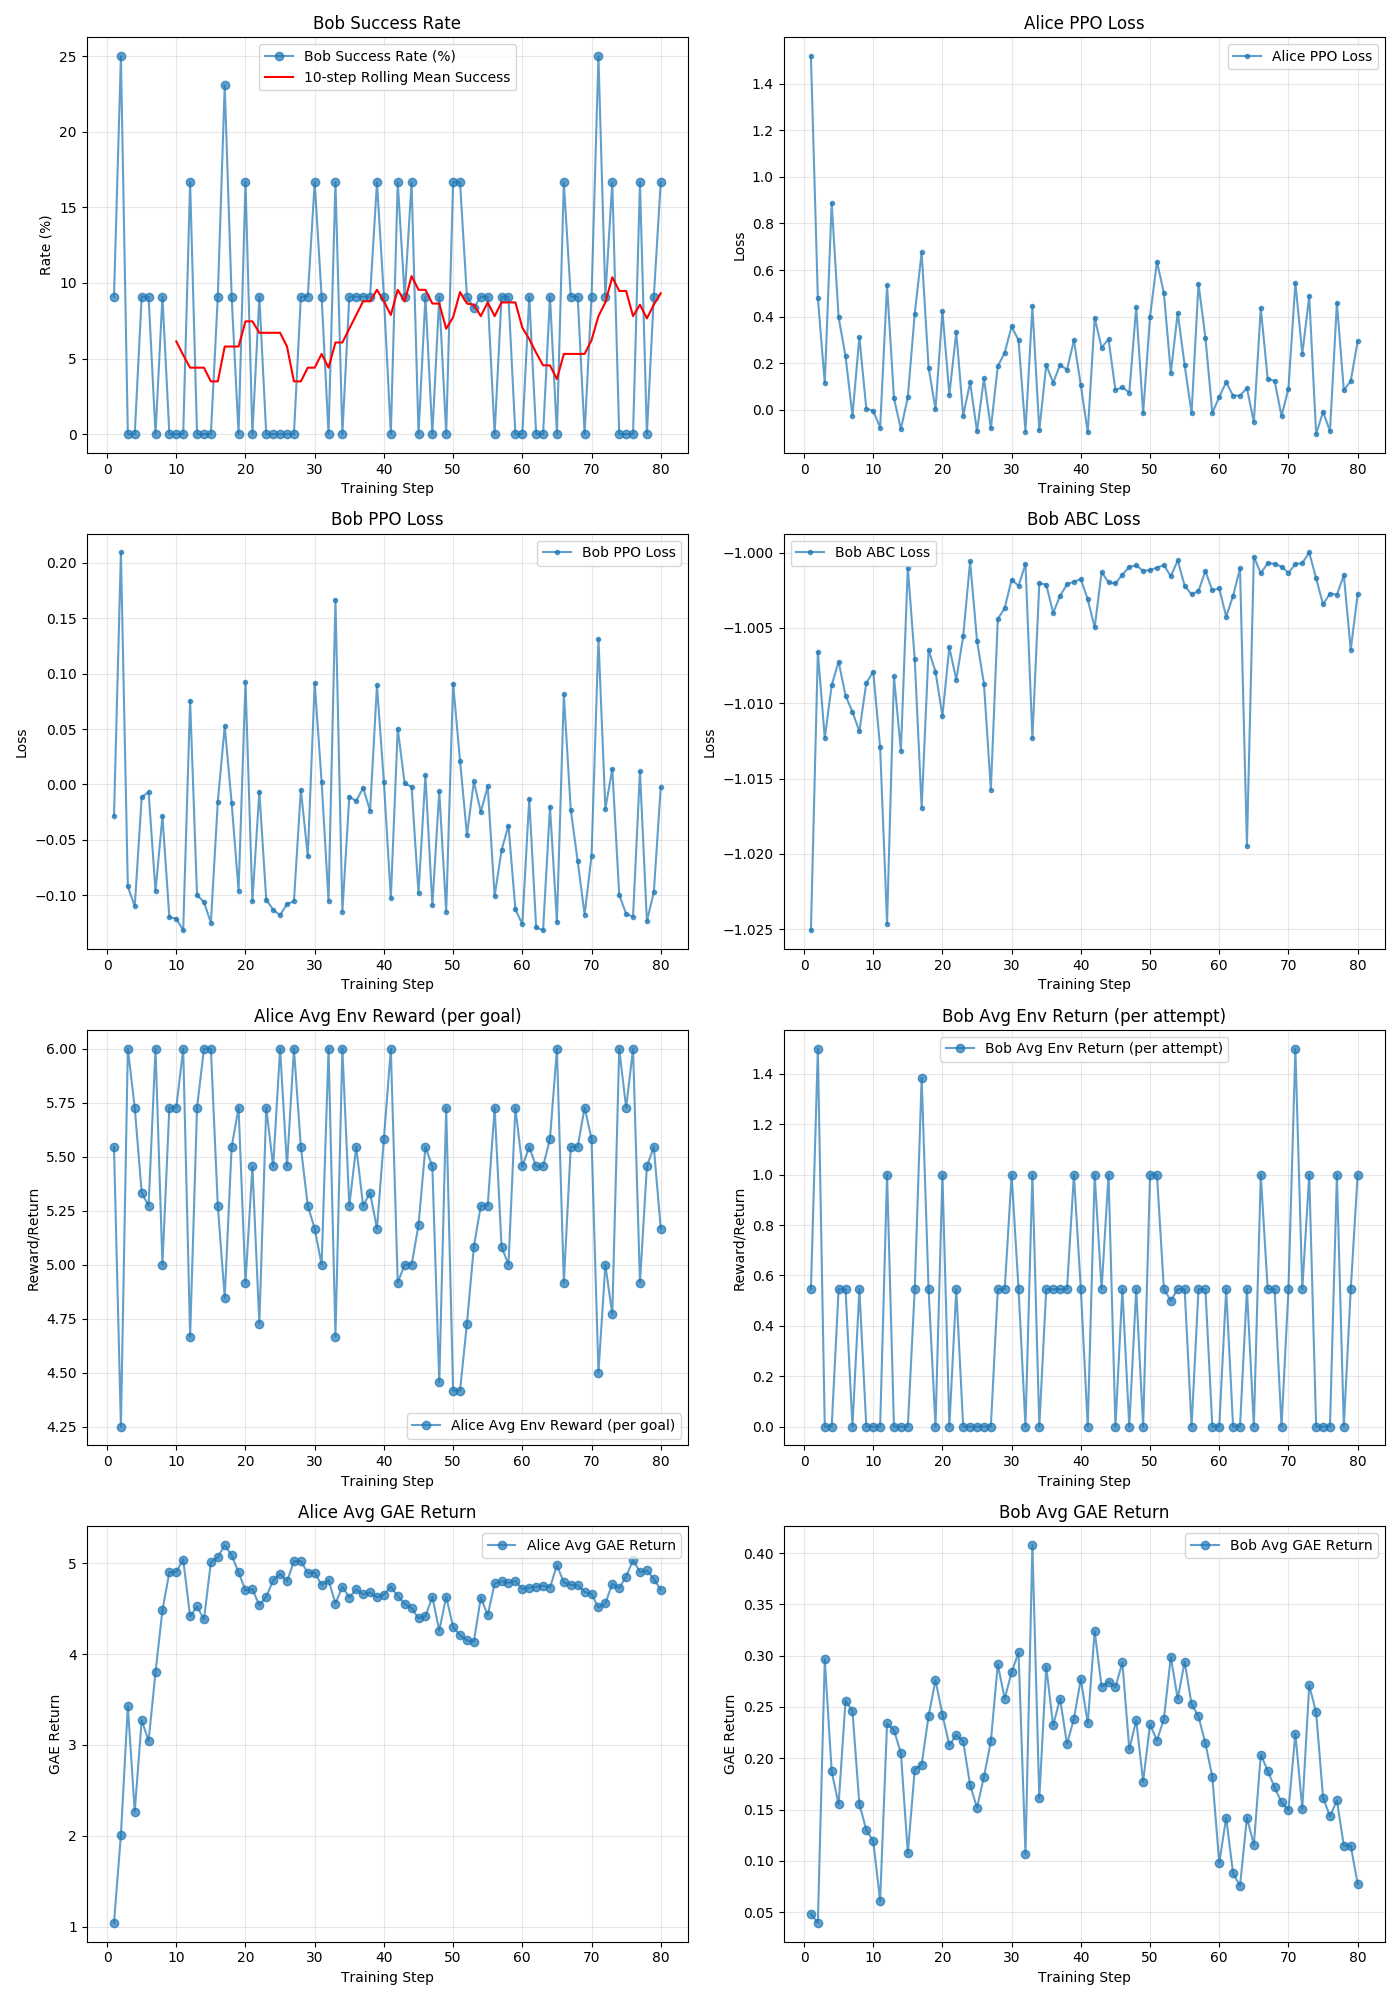 Bob Success Rate
Bob Success Rate (%)
10-step Rolling Mean Success
Rate (%)
25
20
15
10
5
0
0 10 20 30 40 50 60 70 80
Training Step
Alice PPO Loss
Alice PPO Loss
Loss
1.4
1.2
1.0
0.8
0.6
0.4
0.2
0.0
0 10 20 30 40 50 60 70 80
Training Step
Bob PPO Loss
Bob PPO Loss
Loss
0.20
0.15
0.10
0.05
0.00
−0.05
−0.10
0 10 20 30 40 50 60 70 80
Training Step
Bob ABC Loss
Bob ABC Loss
Loss
−1.000
−1.005
−1.010
−1.015
−1.020
−1.025
0 10 20 30 40 50 60 70 80
Training Step
Alice Avg Env Reward (per goal)
Alice Avg Env Reward (per goal)
Reward/Return
6.00
5.75
5.50
5.25
5.00
4.75
4.50
4.25
0 10 20 30 40 50 60 70 80
Training Step
Bob Avg Env Return (per attempt)
Bob Avg Env Return (per attempt)
Reward/Return
1.4
1.2
1.0
0.8
0.6
0.4
0.2
0.0
0 10 20 30 40 50 60 70 80
Training Step
Alice Avg GAE Return
Alice Avg GAE Return
GAE Return
5
4
3
2
1
0 10 20 30 40 50 60 70 80
Training Step
Bob Avg GAE Return
Bob Avg GAE Return
GAE Return
0.40
0.35
0.30
0.25
0.20
0.15
0.10
0.05
0 10 20 30 40 50 60 70 80
Training Step